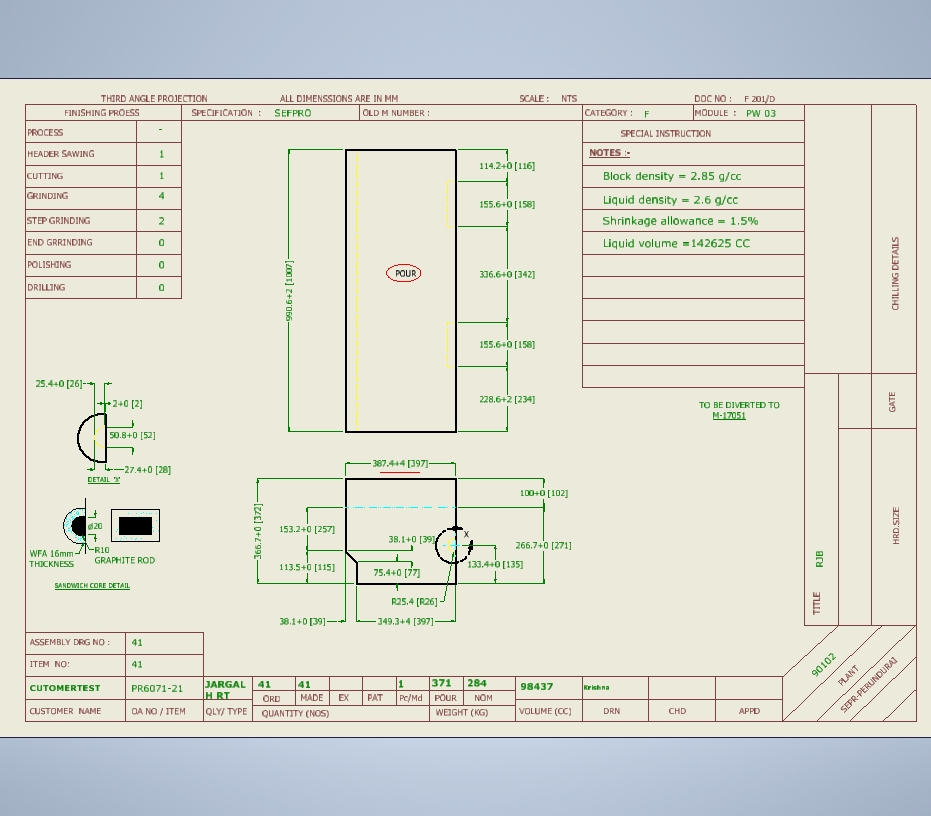 THIRD ANGLE PROJECTION
ALL DIMENSSIONS ARE IN MM
SCALE : NTS
DOC NO : F 201/D
FINISHING PROESS
SPECIFICATION : SEFPRO
OLD M NUMBER :
CATEGORY : F
MODULE : PW 03
PROCESS -
HEADER SAWING 1
CUTTING 1
GRINDING 4
STEP GRINDING 2
END GRRINDING 0
POLISHING 0
DRILLING 0
SPECIAL INSTRUCTION
NOTES :-
Block density = 2.85 g/cc
Liquid density = 2.6 g/cc
Shrinkage allowance = 1.5%
Liquid volume =142625 CC
TO BE DIVERTED TO
M-17051
CHILLING DETAILS
GATE
HRD.SIZE
RJB
TITLE
990.6+2 [1007]
POUR
114.2+0 [116]
155.6+0 [158]
336.6+0 [342]
155.6+0 [158]
228.6+2 [234]
25.4+0 [26]
2+0 [2]
50.8+0 [52]
27.4+0 [28]
DETAIL 'X'
ø20
R10
WFA 16mm
THICKNESS
GRAPHITE ROD
SANDWICH CORE DETAIL
387.4+4 [397]
366.7+0 [372]
153.2+0 [257]
113.5+0 [115]
38.1+0 [39]
75.4+0 [77]
X
100+0 [102]
266.7+0 [271]
133.4+0 [135]
R25.4 [R26]
38.1+0 [39]
349.3+4 [397]
ASSEMBLY DRG NO : 41
ITEM NO: 41
CUTOMERTEST
PR6071-21
JARGAL
H RT
41
41
1
371
284
98437
Krishna
ORD
MADE
EX
PAT
Pc/Md
POUR
NOM
CUSTOMER NAME
OA NO / ITEM
QLY/ TYPE
QUANTITY (NOS)
WEIGHT (KG)
VOLUME (CC)
DRN
CHD
APPD
90102
PLANT
SEPR-PERUNDURAI